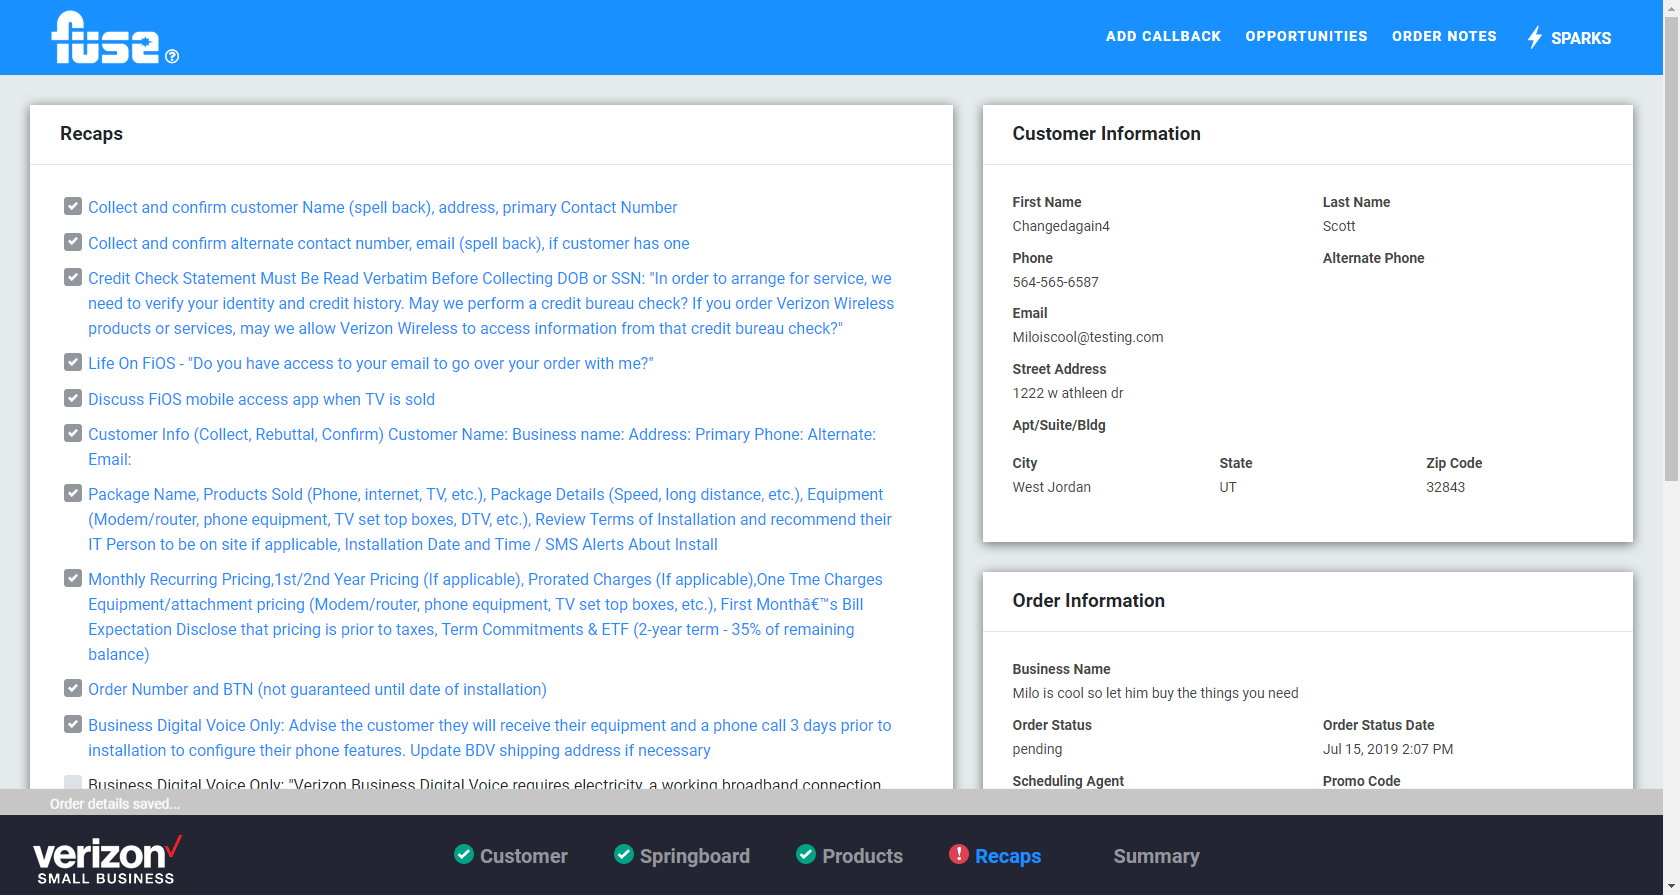 fuse
ADD CALLBACK OPPORTUNITIES ORDER NOTES SPARKS
Recaps
Collect and confirm customer Name (spell back), address, primary Contact Number
Collect and confirm alternate contact number, email (spell back), if customer has one
Credit Check Statement Must Be Read Verbatim Before Collecting DOB or SSN: "In order to arrange for service, we
need to verify your identity and credit history. May we perform a credit bureau check? If you order Verizon Wireless
products or services, may we allow Verizon Wireless to access information from that credit bureau check?"
Life On FiOS - "Do you have access to your email to go over your order with me?"
Discuss FiOS mobile access app when TV is sold
Customer Info (Collect, Rebuttal, Confirm) Customer Name: Business name: Address: Primary Phone: Alternate:
Email:
Package Name, Products Sold (Phone, internet, TV, etc.), Package Details (Speed, long distance, etc.), Equipment
(Modem/router, phone equipment, TV set top boxes, DTV, etc.), Review Terms of Installation and recommend their
IT Person to be on site if applicable, Installation Date and Time / SMS Alerts About Install
Monthly Recurring Pricing,1st/2nd Year Pricing (If applicable), Prorated Charges (If applicable),One Tme Charges
Equipment/attachment pricing (Modem/router, phone equipment, TV set top boxes, etc.), First Monthâ€™s Bill
Expectation Disclose that pricing is prior to taxes, Term Commitments & ETF (2-year term - 35% of remaining
balance)
Order Number and BTN (not guaranteed until date of installation)
Business Digital Voice Only: Advise the customer they will receive their equipment and a phone call 3 days prior to
installation to configure their phone features. Update BDV shipping address if necessary
Business Digital Voice Only: "Verizon Business Digital Voice requires electricity, a working broadband connection
Customer Information
First Name Last Name
Changedagain4 Scott
Phone Alternate Phone
564-565-6587
Email
Miloiscool@testing.com
Street Address
1222 w athleen dr
Apt/Suite/Bldg
City State Zip Code
West Jordan UT 32843
Order Information
Business Name
Milo is cool so let him buy the things you need
Order Status Order Status Date
pending Jul 15, 2019 2:07 PM
Scheduling Agent Promo Code
Order details saved...
verizon
SMALL BUSINESS
Customer Springboard Products Recaps Summary